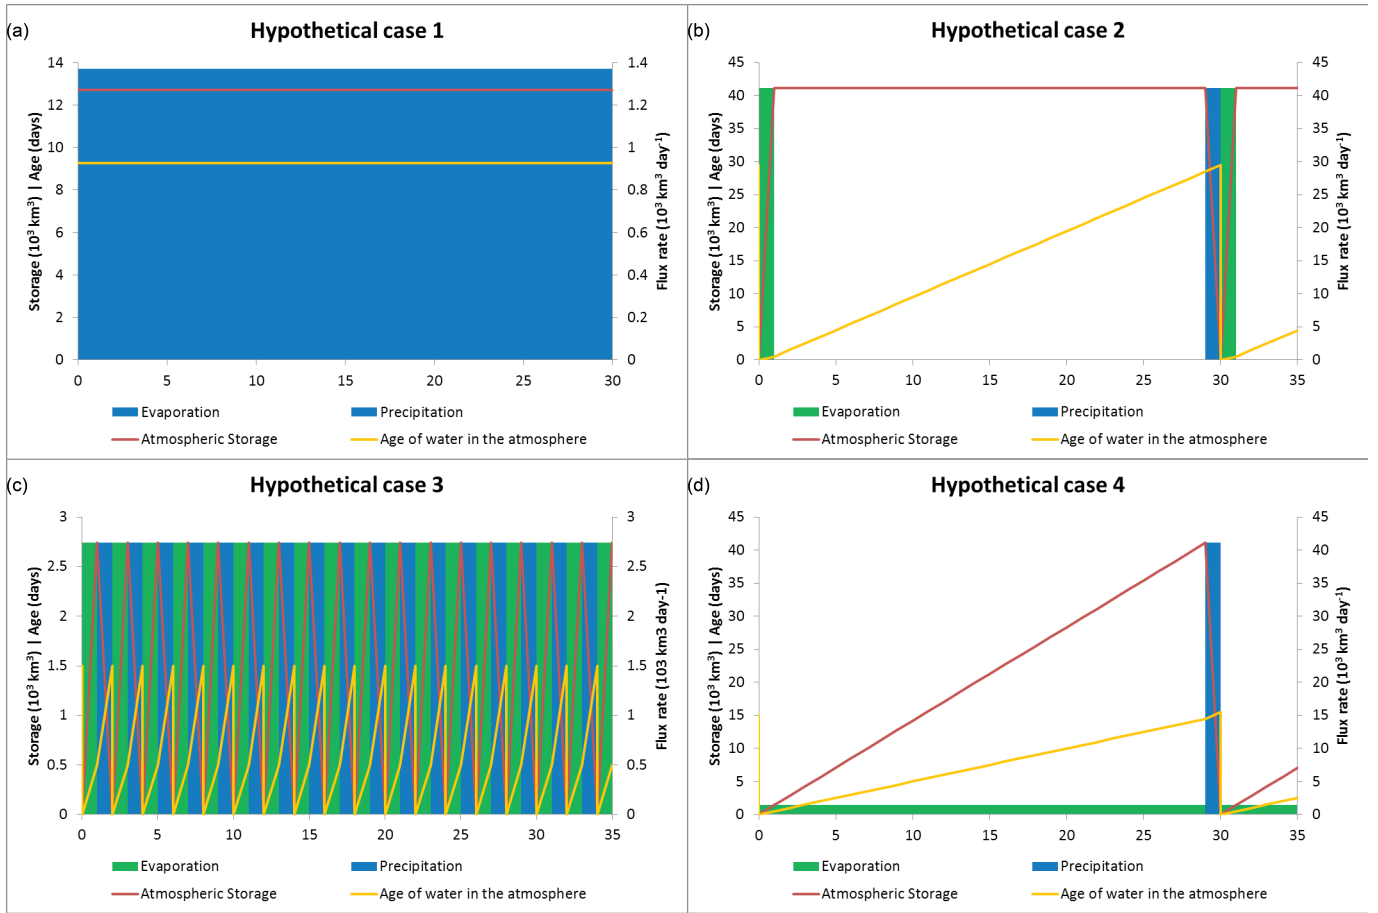 (a)
Hypothetical case 1
14
12
10
8
6
4
2
0
1.4
1.2
1
0.8
0.6
0.4
0.2
0
Storage (10³ km³) | Age (days)
Flux rate (10³ km³ day⁻¹)
0 5 10 15 20 25 30
Evaporation
Precipitation
Atmospheric Storage
Age of water in the atmosphere
(b)
Hypothetical case 2
45
40
35
30
25
20
15
10
5
0
45
40
35
30
25
20
15
10
5
0
Storage (10³ km³) | Age (days)
Flux rate (10³ km³ day⁻¹)
0 5 10 15 20 25 30 35
Evaporation
Precipitation
Atmospheric Storage
Age of water in the atmosphere
(c)
Hypothetical case 3
3
2.5
2
1.5
1
0.5
0
3
2.5
2
1.5
1
0.5
0
Storage (10³ km³) | Age (days)
Flux rate (103 km3 day-1)
0 5 10 15 20 25 30 35
Evaporation
Precipitation
Atmospheric Storage
Age of water in the atmosphere
(d)
Hypothetical case 4
45
40
35
30
25
20
15
10
5
0
45
40
35
30
25
20
15
10
5
0
Storage (10³ km³) | Age (days)
Flux rate (10³ km³ day⁻¹)
0 5 10 15 20 25 30 35
Evaporation
Precipitation
Atmospheric Storage
Age of water in the atmosphere